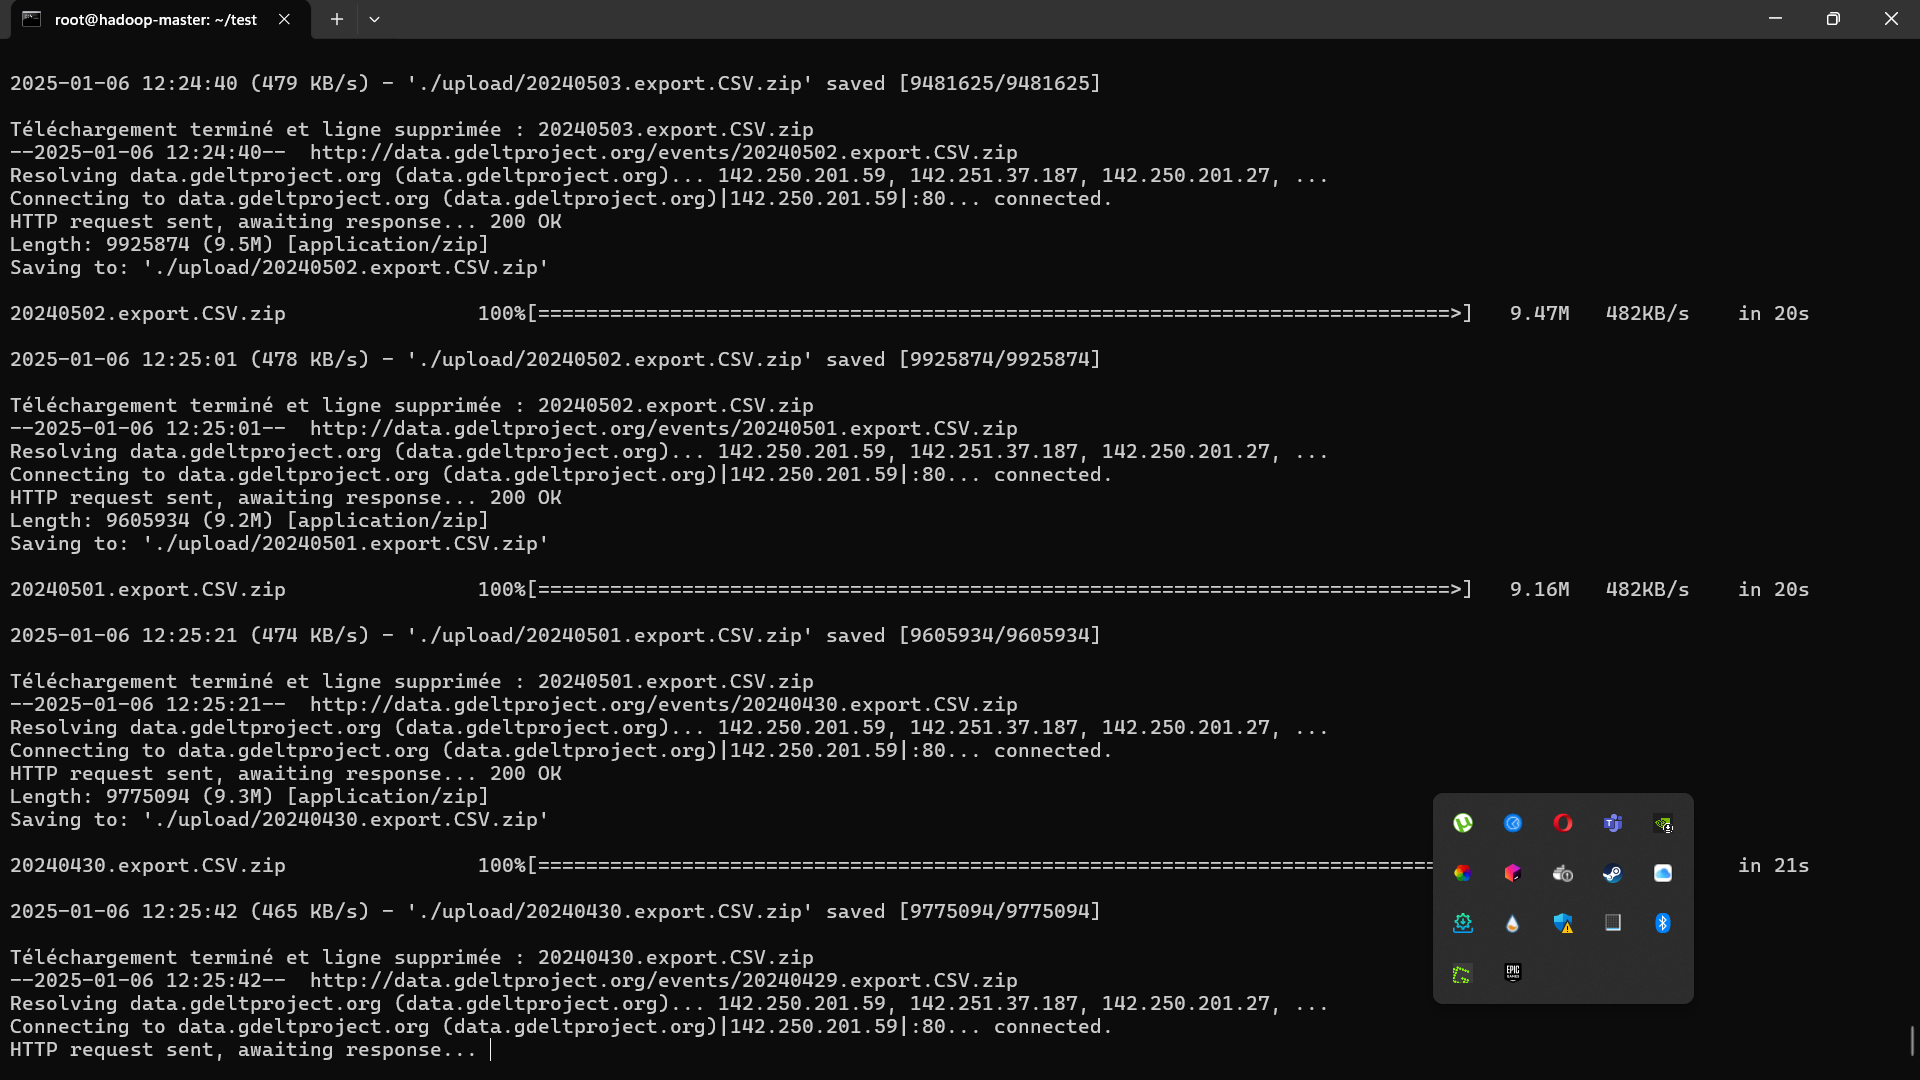 root@hadoop-master: ~/test
2025-01-06 12:24:40 (479 KB/s) - './upload/20240503.export.CSV.zip' saved [9481625/9481625]
Téléchargement terminé et ligne supprimée : 20240503.export.CSV.zip
--2025-01-06 12:24:40--  http://data.gdeltproject.org/events/20240502.export.CSV.zip
Resolving data.gdeltproject.org (data.gdeltproject.org)... 142.250.201.59, 142.251.37.187, 142.250.201.27, ...
Connecting to data.gdeltproject.org (data.gdeltproject.org)|142.250.201.59|:80... connected.
HTTP request sent, awaiting response... 200 OK
Length: 9925874 (9.5M) [application/zip]
Saving to: './upload/20240502.export.CSV.zip'
20240502.export.CSV.zip 100%[============================================================================>] 9.47M 482KB/s in 20s
2025-01-06 12:25:01 (478 KB/s) - './upload/20240502.export.CSV.zip' saved [9925874/9925874]
Téléchargement terminé et ligne supprimée : 20240502.export.CSV.zip
--2025-01-06 12:25:01--  http://data.gdeltproject.org/events/20240501.export.CSV.zip
Resolving data.gdeltproject.org (data.gdeltproject.org)... 142.250.201.59, 142.251.37.187, 142.250.201.27, ...
Connecting to data.gdeltproject.org (data.gdeltproject.org)|142.250.201.59|:80... connected.
HTTP request sent, awaiting response... 200 OK
Length: 9605934 (9.2M) [application/zip]
Saving to: './upload/20240501.export.CSV.zip'
20240501.export.CSV.zip 100%[============================================================================>] 9.16M 482KB/s in 20s
2025-01-06 12:25:21 (474 KB/s) - './upload/20240501.export.CSV.zip' saved [9605934/9605934]
Téléchargement terminé et ligne supprimée : 20240501.export.CSV.zip
--2025-01-06 12:25:21--  http://data.gdeltproject.org/events/20240430.export.CSV.zip
Resolving data.gdeltproject.org (data.gdeltproject.org)... 142.250.201.59, 142.251.37.187, 142.250.201.27, ...
Connecting to data.gdeltproject.org (data.gdeltproject.org)|142.250.201.59|:80... connected.
HTTP request sent, awaiting response... 200 OK
Length: 9775094 (9.3M) [application/zip]
Saving to: './upload/20240430.export.CSV.zip'
20240430.export.CSV.zip 100%[=========================================================================== in 21s
2025-01-06 12:25:42 (465 KB/s) - './upload/20240430.export.CSV.zip' saved [9775094/9775094]
Téléchargement terminé et ligne supprimée : 20240430.export.CSV.zip
--2025-01-06 12:25:42--  http://data.gdeltproject.org/events/20240429.export.CSV.zip
Resolving data.gdeltproject.org (data.gdeltproject.org)... 142.250.201.59, 142.251.37.187, 142.250.201.27, ...
Connecting to data.gdeltproject.org (data.gdeltproject.org)|142.250.201.59|:80... connected.
HTTP request sent, awaiting response...
EPIC
GAMES